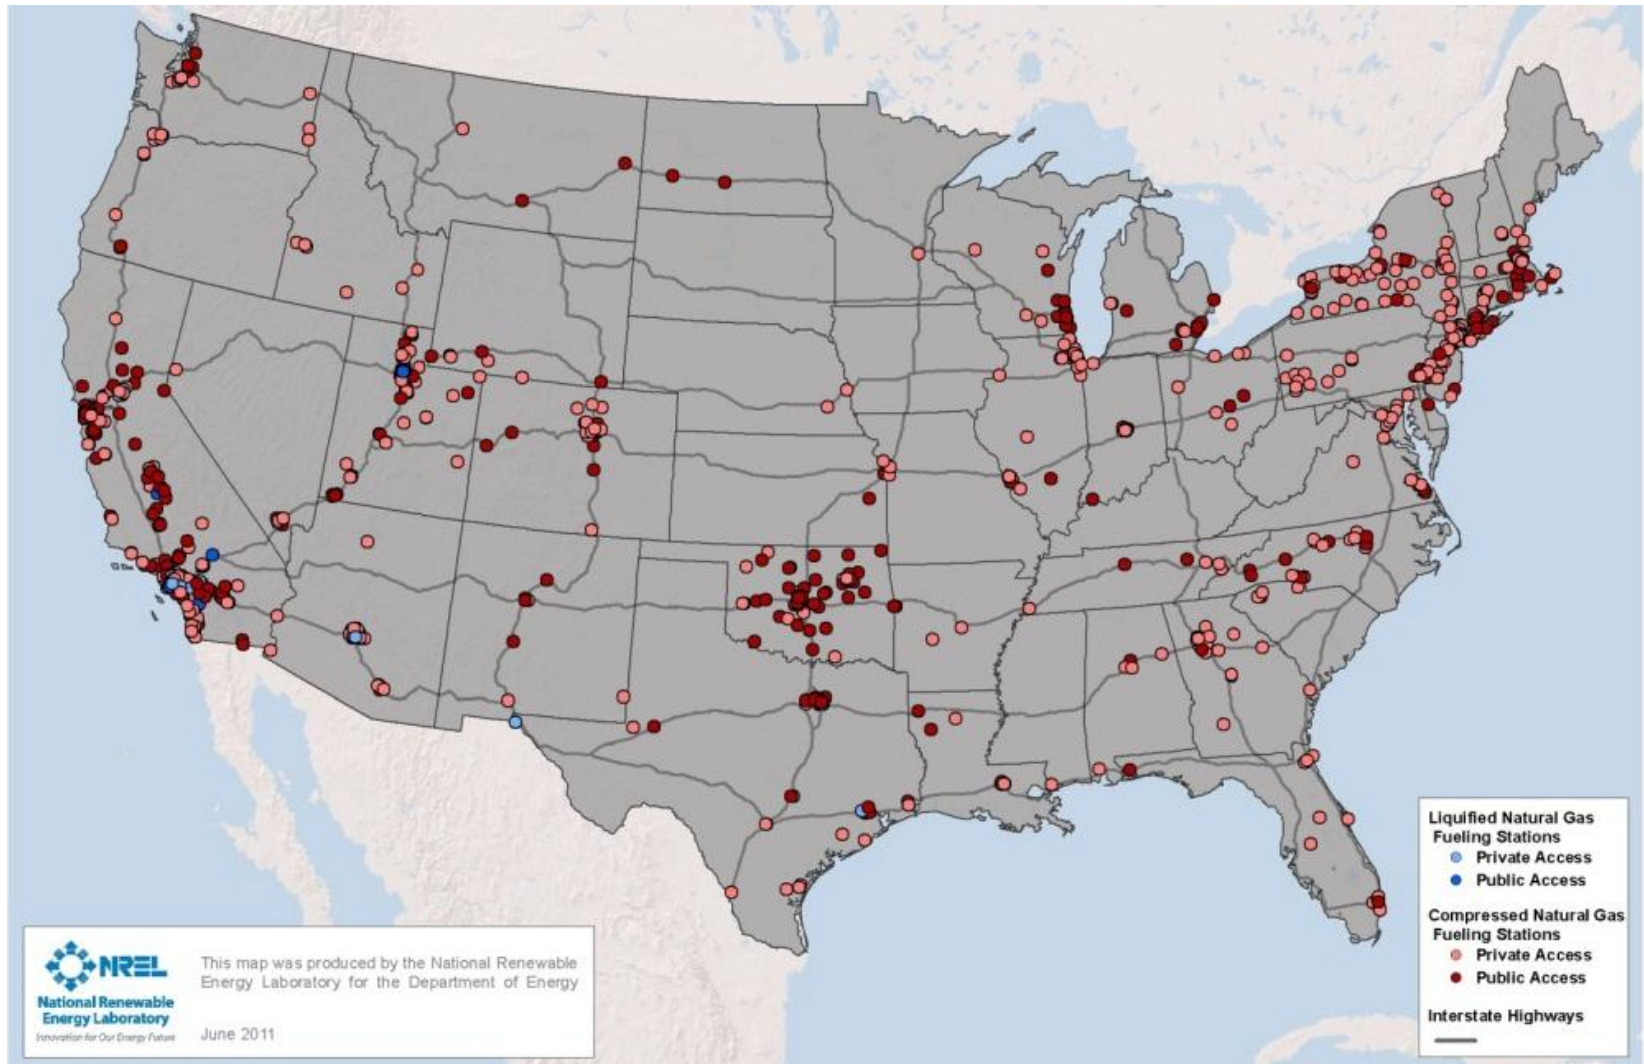 Liquified Natural Gas
Fueling Stations
Private Access
Public Access
Compressed Natural Gas
Fueling Stations
Private Access
Public Access
Interstate Highways
NREL
National Renewable
Energy Laboratory
Innovation for Our Energy Future
This map was produced by the National Renewable
Energy Laboratory for the Department of Energy
June 2011